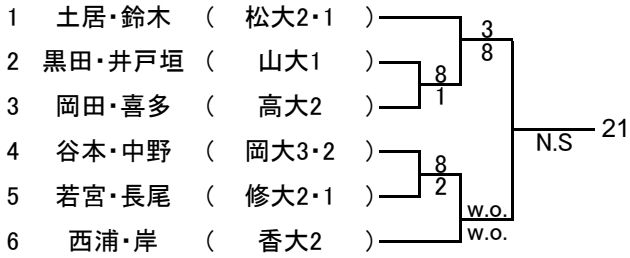 1 土居・鈴木 ( 松大2・1 )
3
8
2 黒田・井戸垣 ( 山大1 )
8
1
3 岡田・喜多 ( 高大2 )
N.S 21
4 谷本・中野 ( 岡大3・2 )
8
2
5 若宮・長尾 ( 修大2・1 )
w.o.
w.o.
6 西浦・岸 ( 香大2 )